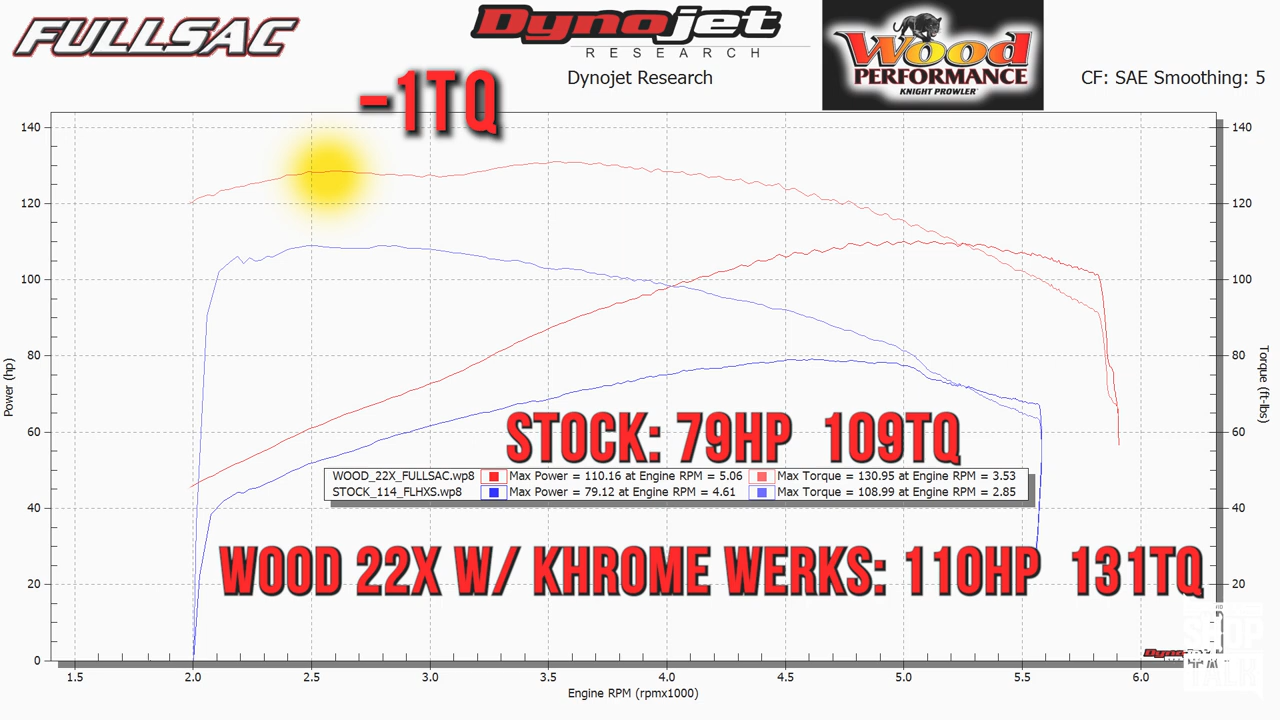 FULLSAC
Dynojet
RESEARCH
Dynojet Research
Wood
PERFORMANCE
KNIGHT PROWLER
CF: SAE Smoothing: 5
-1TQ
140
120
100
80
60
40
20
0
Power (hp)
140
120
100
80
60
40
20
Torque (ft-lbs)
STOCK: 79HP 109TQ
WOOD_22X_FULLSAC.wp8 Max Power = 110.16 at Engine RPM = 5.06 Max Torque = 130.95 at Engine RPM = 3.53
STOCK_114_FLHXS.wp8 Max Power = 79.12 at Engine RPM = 4.61 Max Torque = 108.99 at Engine RPM = 2.85
WOOD 22X W/ KHROME WERKS: 110HP 131TQ
SHOP
TALK
1.5 2.0 2.5 3.0 3.5 4.0 4.5 5.0 5.5 6.0
Engine RPM (rpmx1000)